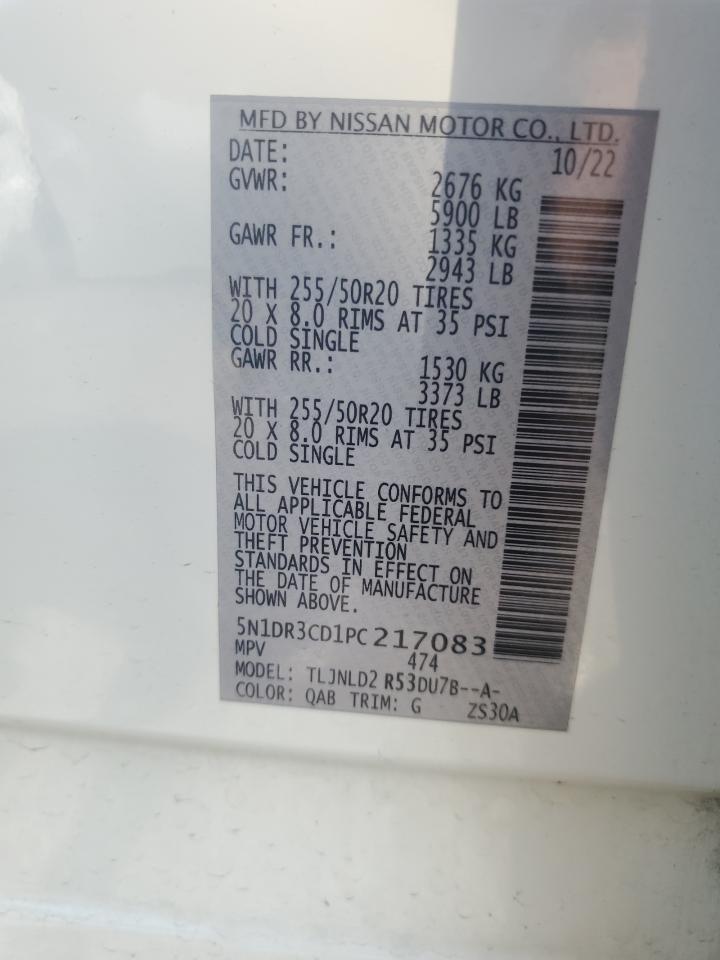 MFD BY NISSAN MOTOR CO., LTD.
DATE: 10/22
GVWR: 2676 KG
5900 LB
GAWR FR.: 1335 KG
2943 LB
WITH 255/50R20 TIRES
20 X 8.0 RIMS AT 35 PSI
COLD SINGLE
GAWR RR.: 1530 KG
3373 LB
WITH 255/50R20 TIRES
20 X 8.0 RIMS AT 35 PSI
COLD SINGLE
THIS VEHICLE CONFORMS TO
ALL APPLICABLE FEDERAL
MOTOR VEHICLE SAFETY AND
THEFT PREVENTION
STANDARDS IN EFFECT ON
THE DATE OF MANUFACTURE
SHOWN ABOVE.
5N1DR3CD1PC217083
MPV 474
MODEL: TLJNLD2 R53DU7B--A-
COLOR: QAB TRIM: G ZS30A